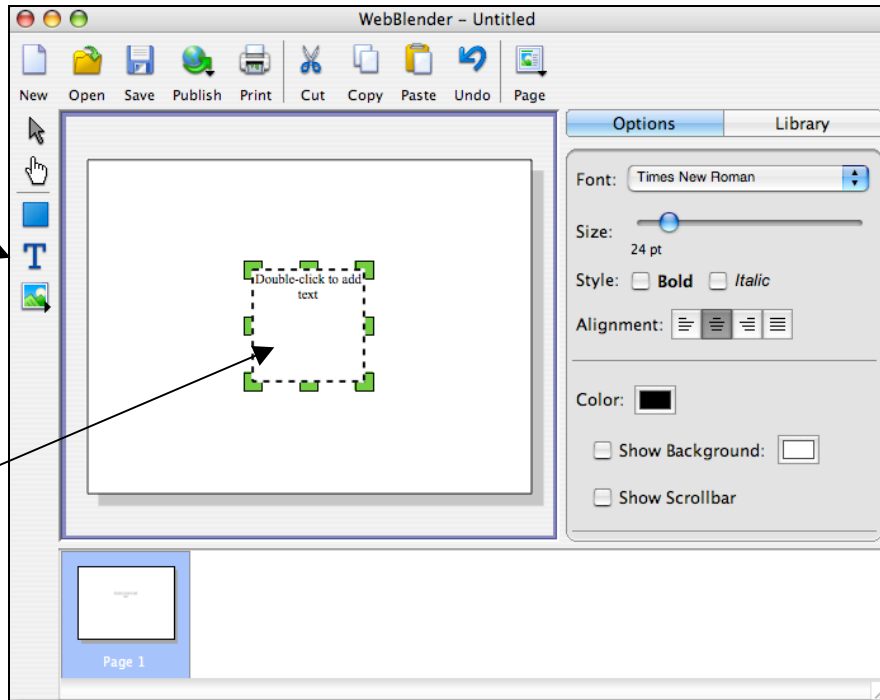 WebBlender – Untitled
New Open Save Publish Print Cut Copy Paste Undo Page
Options Library
Font: Times New Roman
Size:
24 pt
Style: Bold Italic
Alignment:
Color:
Show Background:
Show Scrollbar
T
Double-click to add
text
Page 1